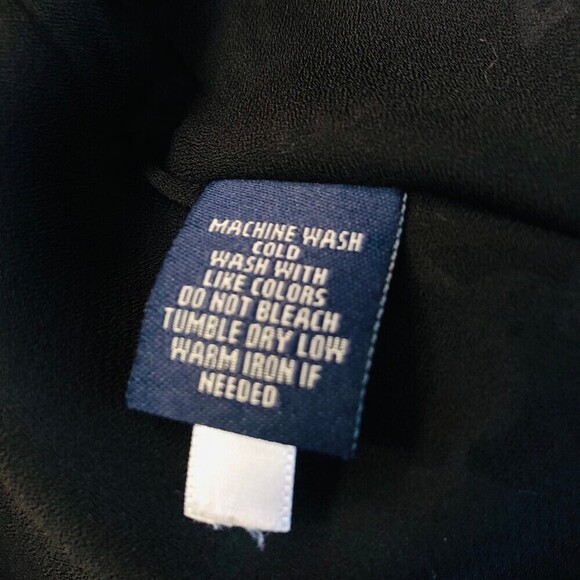 MACHINE WASH
COLD
WASH WITH
LIKE COLORS
DO NOT BLEACH
TUMBLE DRY LOW
WARM IRON IF
NEEDED